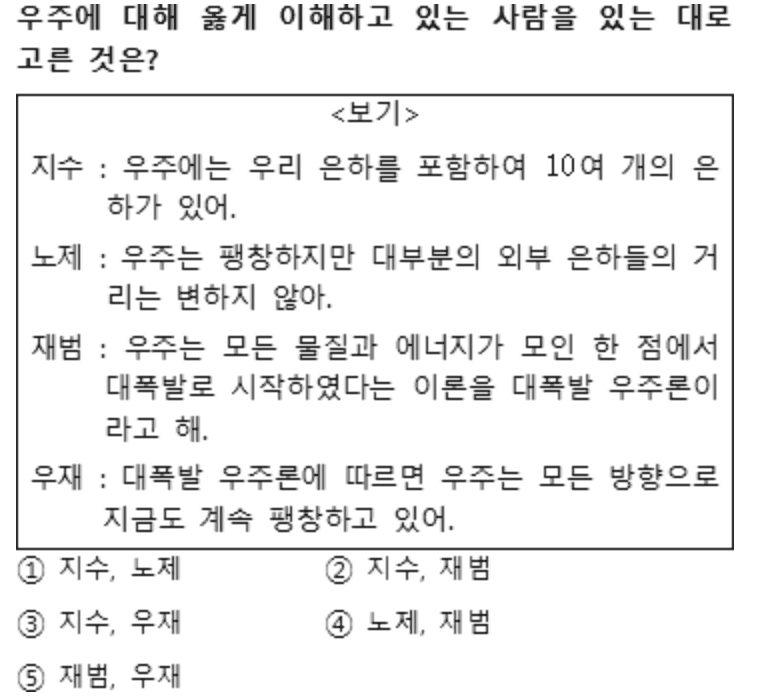 우주에 대해 옳게 이해하고 있는 사람을 있는 대로
고른 것은?
<보기>
지수 : 우주에는 우리 은하를 포함하여 10여 개의 은
하가 있어.
노제 : 우주는 팽창하지만 대부분의 외부 은하들의 거
리는 변하지 않아.
재범 : 우주는 모든 물질과 에너지가 모인 한 점에서
대폭발로 시작하였다는 이론을 대폭발 우주론이
라고 해.
우재 : 대폭발 우주론에 따르면 우주는 모든 방향으로
지금도 계속 팽창하고 있어.
① 지수, 노제 ② 지수, 재범
③ 지수, 우재 ④ 노제, 재범
⑤ 재범, 우재